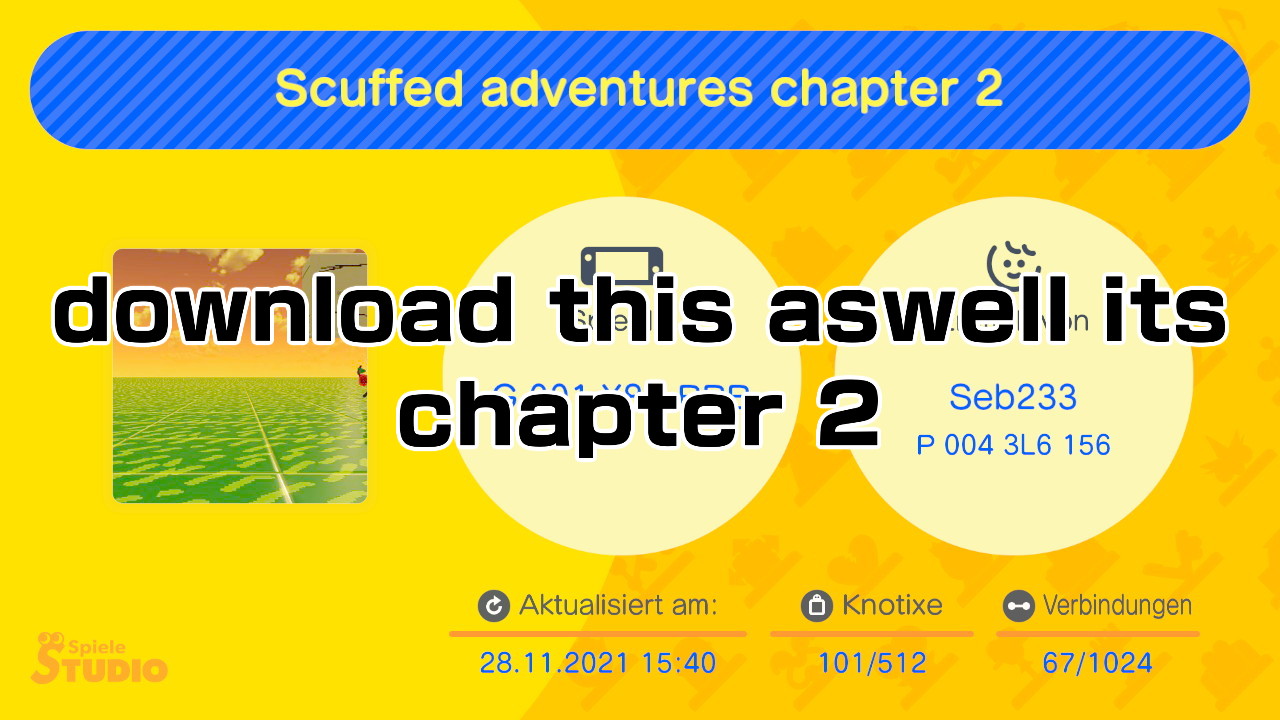 Scuffed adventures chapter 2
download this aswell its
chapter 2
Seb233
P 004 3L6 156
Aktualisiert am:
Knotixe
Verbindungen
28.11.2021 15:40
101/512
67/1024
Spiele
STUDIO